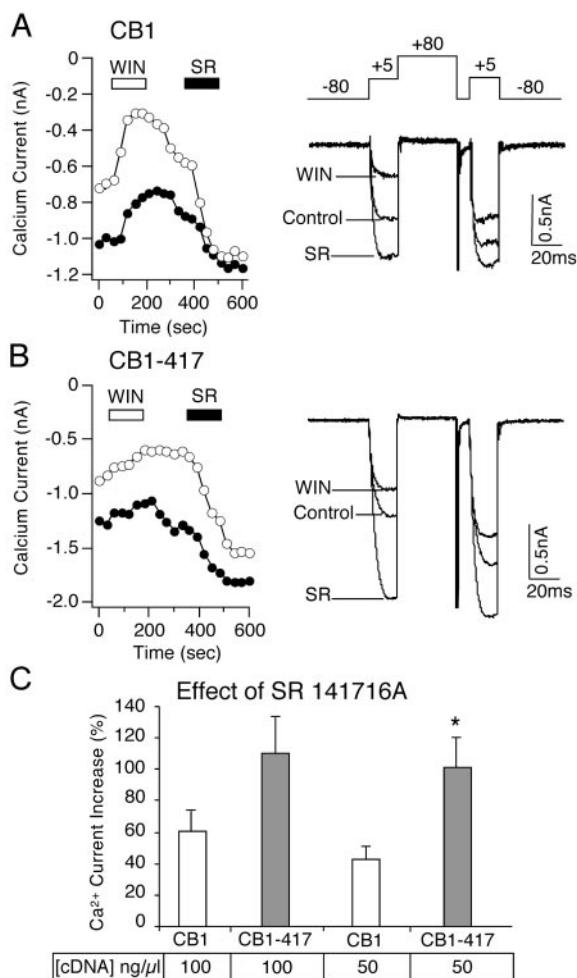 A
CB1
WIN
SR
0
-0.2
-0.4
-0.6
-0.8
-1.0
-1.2
Calcium Current (nA)
0
200
400
600
Time (sec)
-80
+5
+80
+5
-80
WIN
Control
SR
0.5nA
20ms
B
CB1-417
WIN
SR
0
-0.5
-1.0
-1.5
-2.0
Calcium Current (nA)
0
200
400
600
Time (sec)
WIN
Control
SR
0.5nA
20ms
C
Effect of SR 141716A
Ca²⁺ Current Increase (%)
140
120
100
80
60
40
20
0
*
CB1
CB1-417
CB1
CB1-417
[cDNA] ng/µl
100
100
50
50